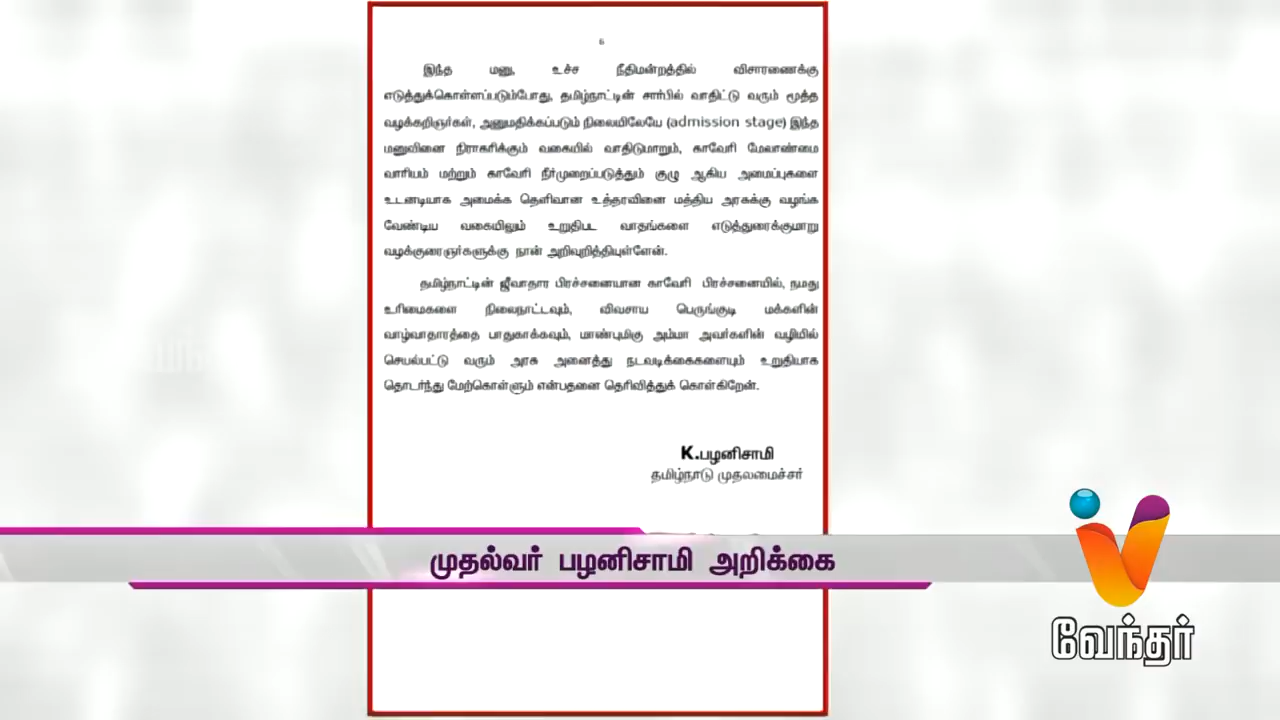 6
இந்த மனு, உச்ச நீதிமன்றத்தில் விசாரணைக்கு
எடுத்துக்கொள்ளப்படும்போது, தமிழ்நாட்டின் சார்பில் வாதிட்டு வரும் மூத்த
வழக்கறிஞர்கள், அனுமதிக்கப்படும் நிலையிலேயே (admission stage) இந்த
மனுவினை நிராகரிக்கும் வகையில் வாதிடுமாறும், காவேரி மேலாண்மை
வாரியம் மற்றும் காவேரி நீர்முறைப்படுத்தும் குழு ஆகிய அமைப்புகளை
உடனடியாக அமைக்க தெளிவான உத்தரவினை மத்திய அரசுக்கு வழங்க
வேண்டிய வகையிலும் உறுதிபட வாதங்களை எடுத்துரைக்குமாறு
வழக்குரைஞர்களுக்கு நான் அறிவுறித்தியுள்ளேன்.
தமிழ்நாட்டின் ஜீவாதார பிரச்சனையான காவேரி பிரச்சனையில், நமது
உரிமைகளை நிலைநாட்டவும், விவசாய பெருங்குடி மக்களின்
வாழ்வாதாரத்தை பாதுகாக்கவும், மாண்புமிகு அம்மா அவர்களின் வழியில்
செயல்பட்டு வரும் அரசு அனைத்து நடவடிக்கைகளையும் உறுதியாக
தொடர்ந்து மேற்கொள்ளும் என்பதனை தெரிவித்துக் கொள்கிறேன்.
K.பழனிசாமி
தமிழ்நாடு முதலமைச்சர்
முதல்வர் பழனிசாமி அறிக்கை
வேந்தர்